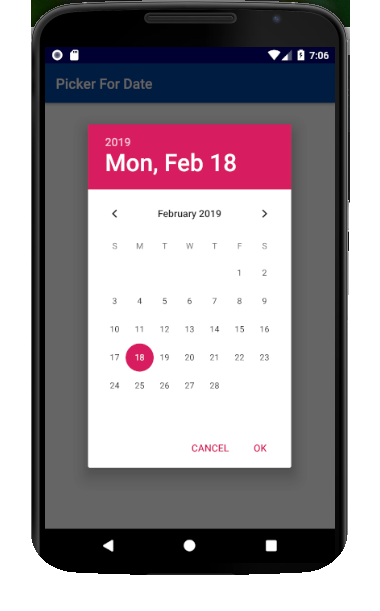 7:06
Picker For Date
2019
Mon, Feb 18
February 2019
S M T W T F S
1 2
3 4 5 6 7 8 9
10 11 12 13 14 15 16
17 18 19 20 21 22 23
24 25 26 27 28
CANCEL OK